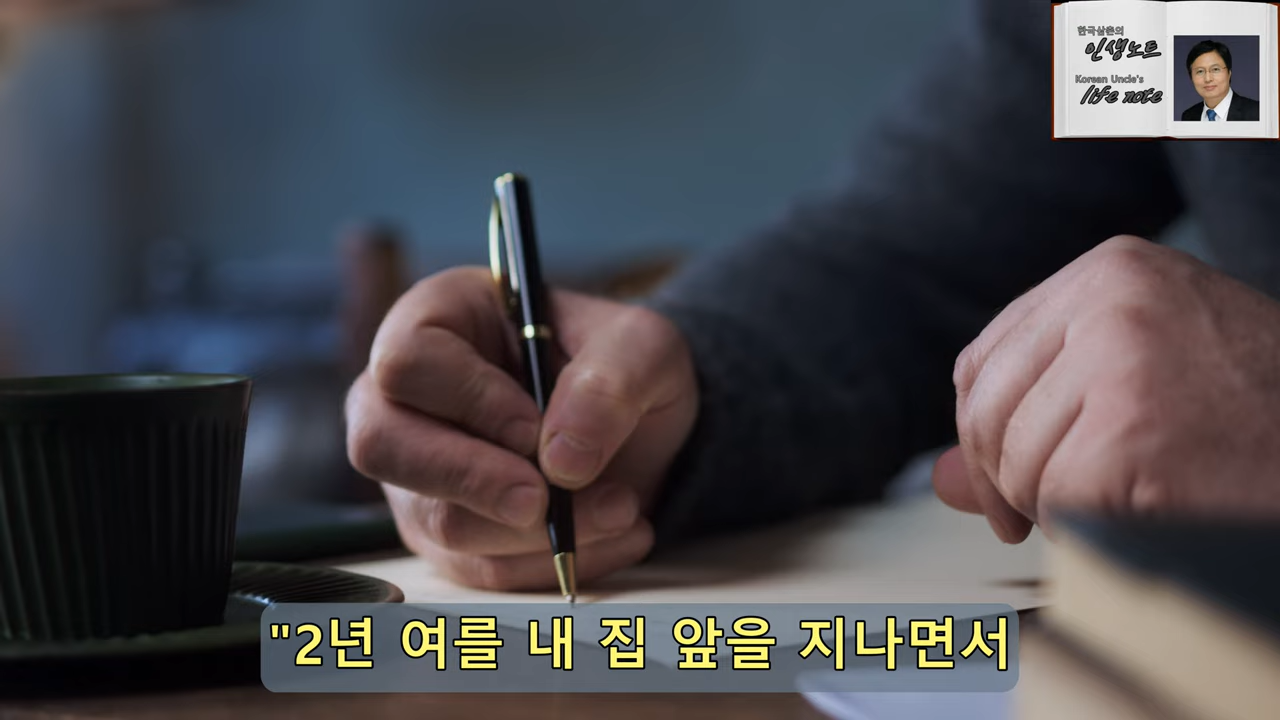 한국삼촌의
인생노트
Korean Uncle's
life note
"2년 여를 내 집 앞을 지나면서